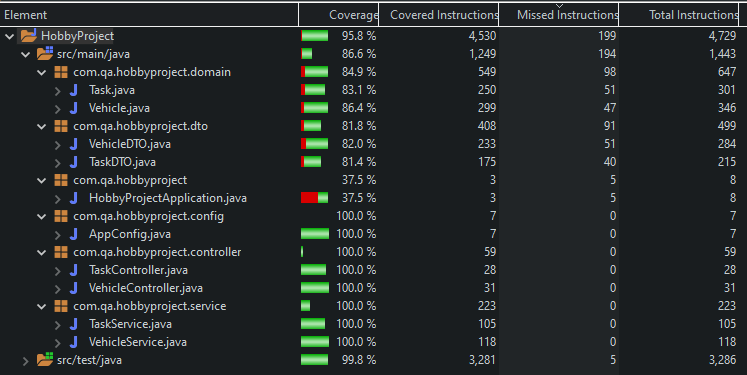 Element Coverage Covered Instructions Missed Instructions Total Instructions
HobbyProject 95.8 % 4,530 199 4,729
src/main/java 86.6 % 1,249 194 1,443
com.qa.hobbyproject.domain 84.9 % 549 98 647
Task.java 83.1 % 250 51 301
Vehicle.java 86.4 % 299 47 346
com.qa.hobbyproject.dto 81.8 % 408 91 499
VehicleDTO.java 82.0 % 233 51 284
TaskDTO.java 81.4 % 175 40 215
com.qa.hobbyproject 37.5 % 3 5 8
HobbyProjectApplication.java 37.5 % 3 5 8
com.qa.hobbyproject.config 100.0 % 7 0 7
AppConfig.java 100.0 % 7 0 7
com.qa.hobbyproject.controller 100.0 % 59 0 59
TaskController.java 100.0 % 28 0 28
VehicleController.java 100.0 % 31 0 31
com.qa.hobbyproject.service 100.0 % 223 0 223
TaskService.java 100.0 % 105 0 105
VehicleService.java 100.0 % 118 0 118
src/test/java 99.8 % 3,281 5 3,286